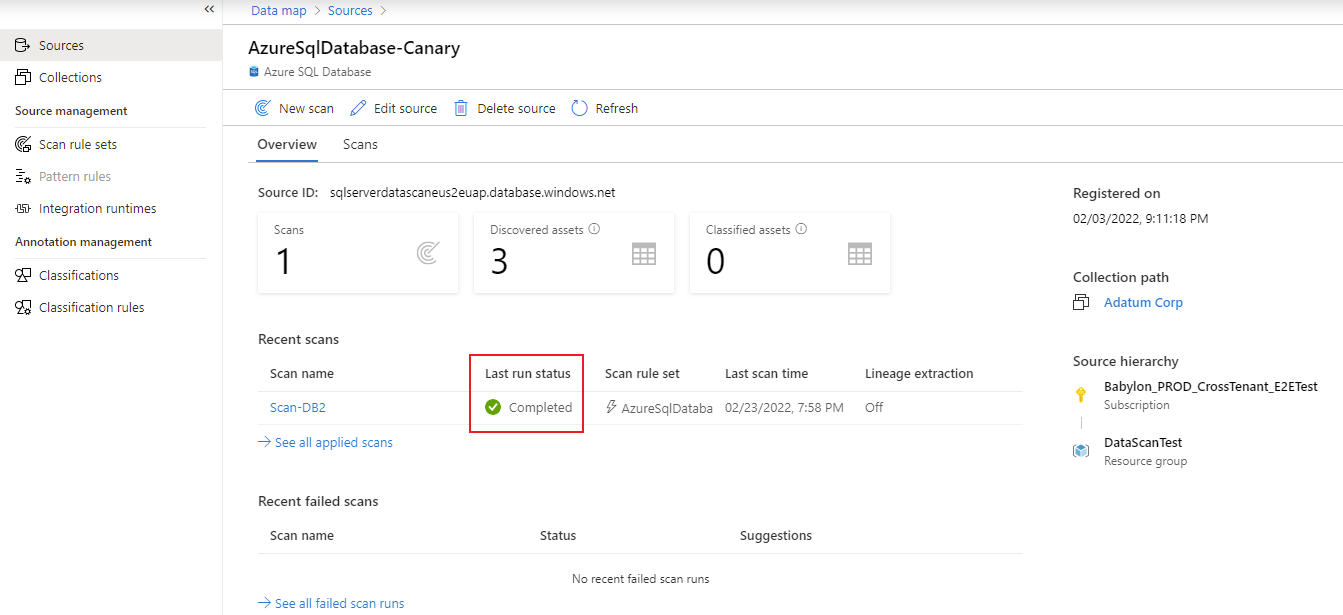 «
Data map > Sources >
Sources
Collections
Source management
Scan rule sets
Pattern rules
Integration runtimes
Annotation management
Classifications
Classification rules
AzureSqlDatabase-Canary
Azure SQL Database
New scan Edit source Delete source Refresh
Overview Scans
Source ID: sqlserverdatascaneus2euap.database.windows.net
Scans
1
Discovered assets
3
Classified assets
0
Recent scans
Scan name Last run status Scan rule set Last scan time Lineage extraction
Scan-DB2 Completed AzureSqlDataba 02/23/2022, 7:58 PM Off
See all applied scans
Recent failed scans
Scan name Status Suggestions
No recent failed scan runs
See all failed scan runs
Registered on
02/03/2022, 9:11:18 PM
Collection path
Adatum Corp
Source hierarchy
Babylon_PROD_CrossTenant_E2ETest
Subscription
DataScanTest
Resource group